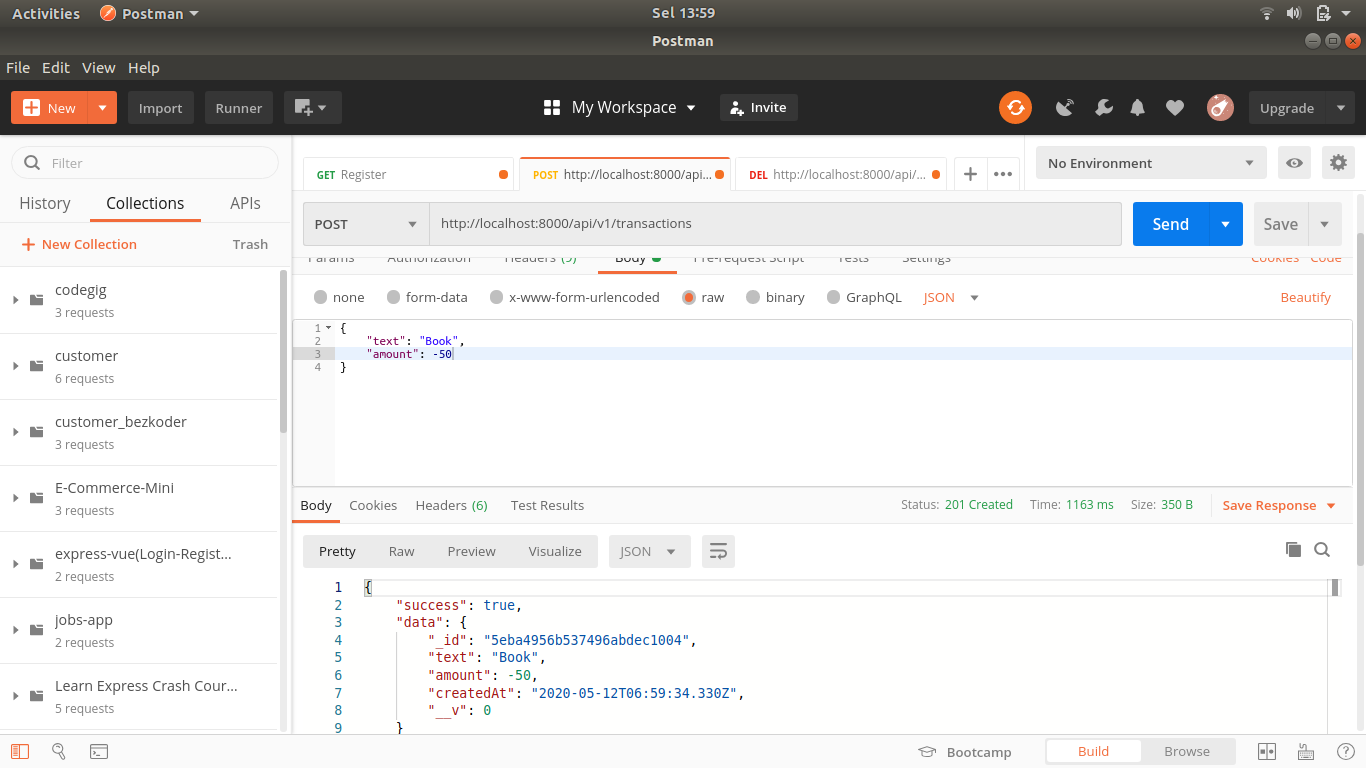 Activities Postman Sel 13:59
Postman
File Edit View Help
New Import Runner My Workspace Invite Upgrade
Filter
History Collections APIs
New Collection Trash
codegig
3 requests
customer
6 requests
customer_bezkoder
3 requests
E-Commerce-Mini
3 requests
express-vue(Login-Regist...
2 requests
jobs-app
2 requests
Learn Express Crash Cour...
5 requests
GET Register POST http://localhost:8000/api... DEL http://localhost:8000/api/... No Environment
POST http://localhost:8000/api/v1/transactions Send Save
Params Authorization Headers (9) Body Pre-request Script Tests Settings Cookies Code
none form-data x-www-form-urlencoded raw binary GraphQL JSON Beautify
1 {
2 "text": "Book",
3 "amount": -50
4 }
Body Cookies Headers (6) Test Results Status: 201 Created Time: 1163 ms Size: 350 B Save Response
Pretty Raw Preview Visualize JSON
1 {
2 "success": true,
3 "data": {
4 "_id": "5eba4956b537496abdec1004",
5 "text": "Book",
6 "amount": -50,
7 "createdAt": "2020-05-12T06:59:34.330Z",
8 "__v": 0
9 }
Bootcamp Build Browse